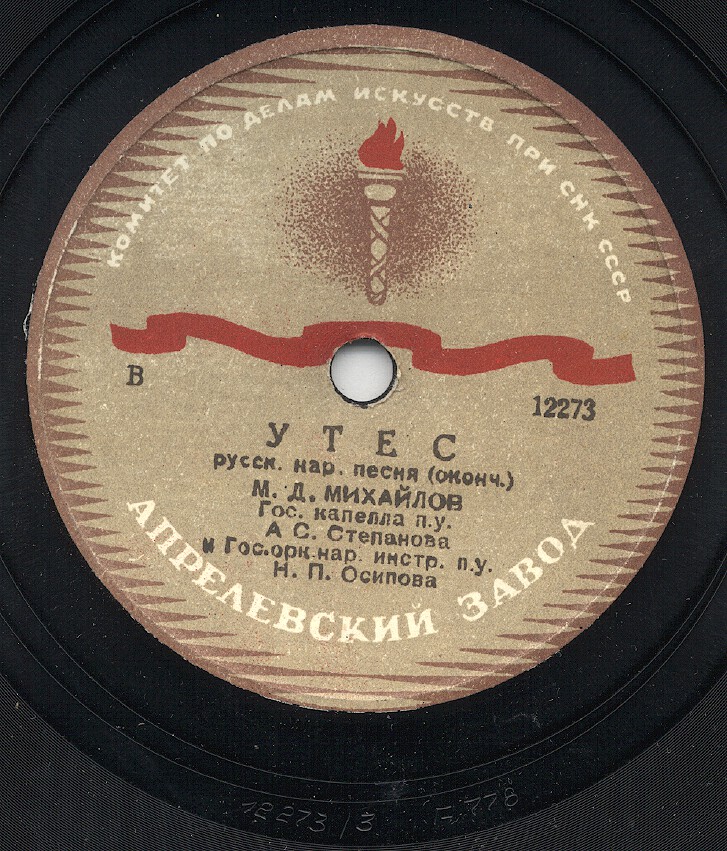 КОМИТЕТ ПО ДЕЛАМ ИСКУССТВ ПРИ СНК СССР
В
12273
УТЕС
русск. нар. песня (оконч.)
М. Д. МИХАЙЛОВ
Гос. капелла п.у.
А С. Степанова
и Гос.орк.нар. инстр. п.у.
Н. П. Осипова
АПРЕЛЕВСКИЙ ЗАВОД
12273/3